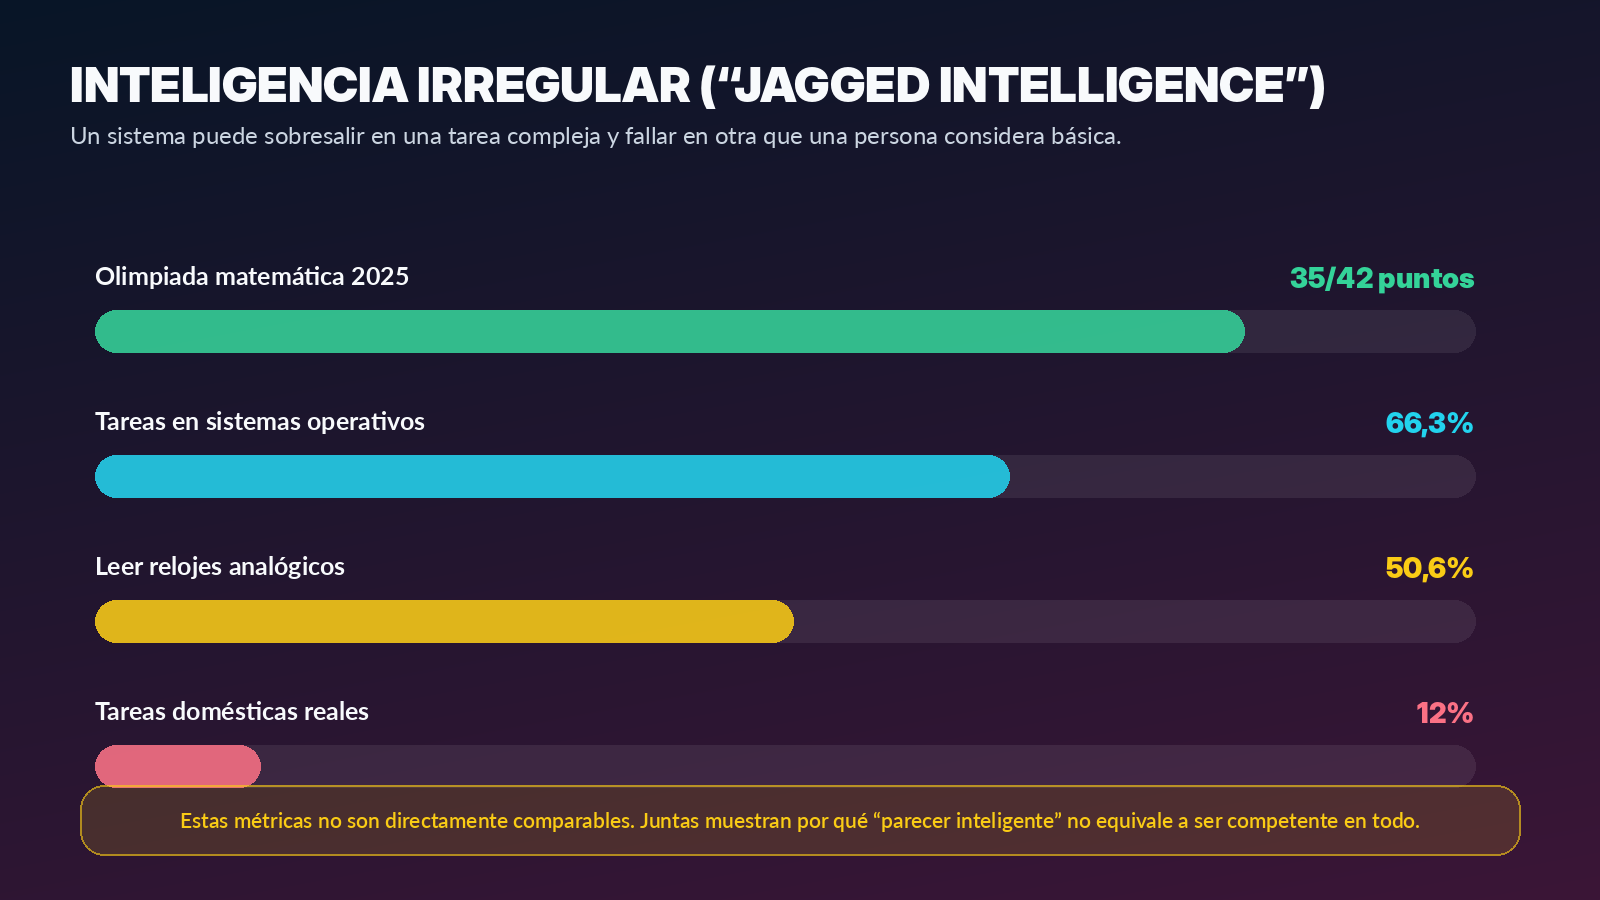 INTELIGENCIA IRREGULAR (“JAGGED INTELLIGENCE”)
Un sistema puede sobresalir en una tarea compleja y fallar en otra que una persona considera básica.
Olimpiada matemática 2025
35/42 puntos
Tareas en sistemas operativos
66,3%
Leer relojes analógicos
50,6%
Tareas domésticas reales
12%
Estas métricas no son directamente comparables. Juntas muestran por qué “parecer inteligente” no equivale a ser competente en todo.